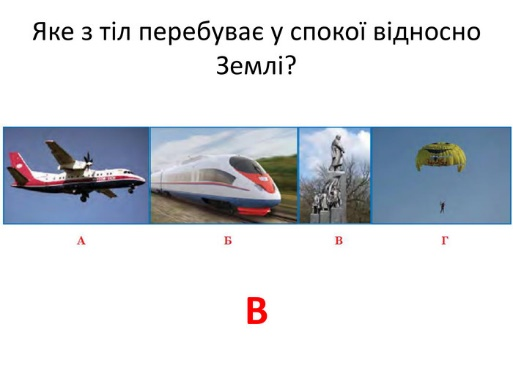 Яке з тіл перебуває у спокої відносно
Землі?
А Б В Г
В